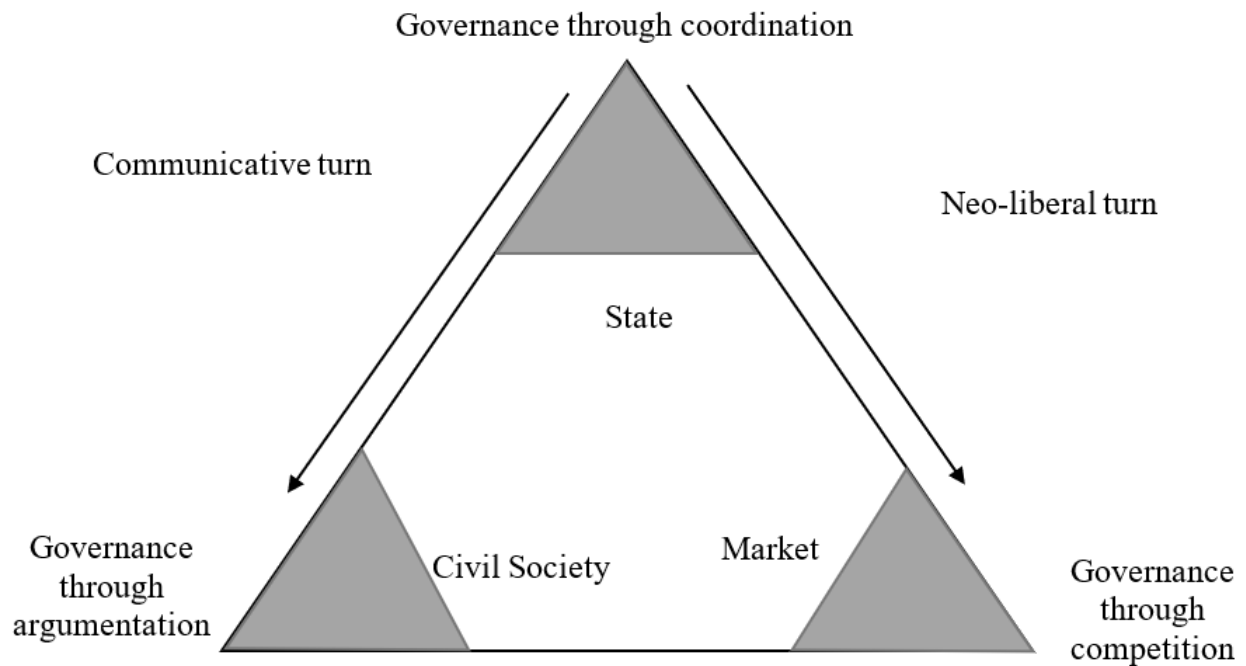 Governance through coordination
Communicative turn
Neo-liberal turn
State
Governance
through
argumentation
Civil Society
Market
Governance
through
competition